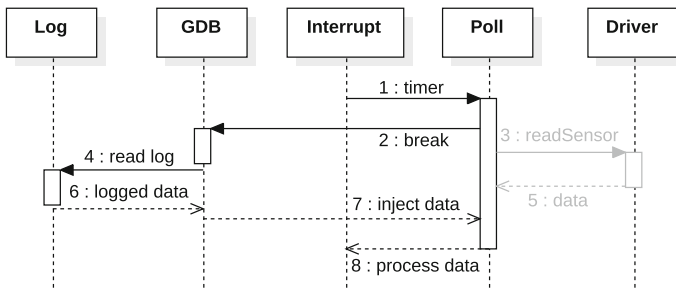 Log
GDB
Interrupt
Poll
Driver
1 : timer
2 : break
3 : readSensor
4 : read log
6 : logged data
7 : inject data
5 : data
8 : process data